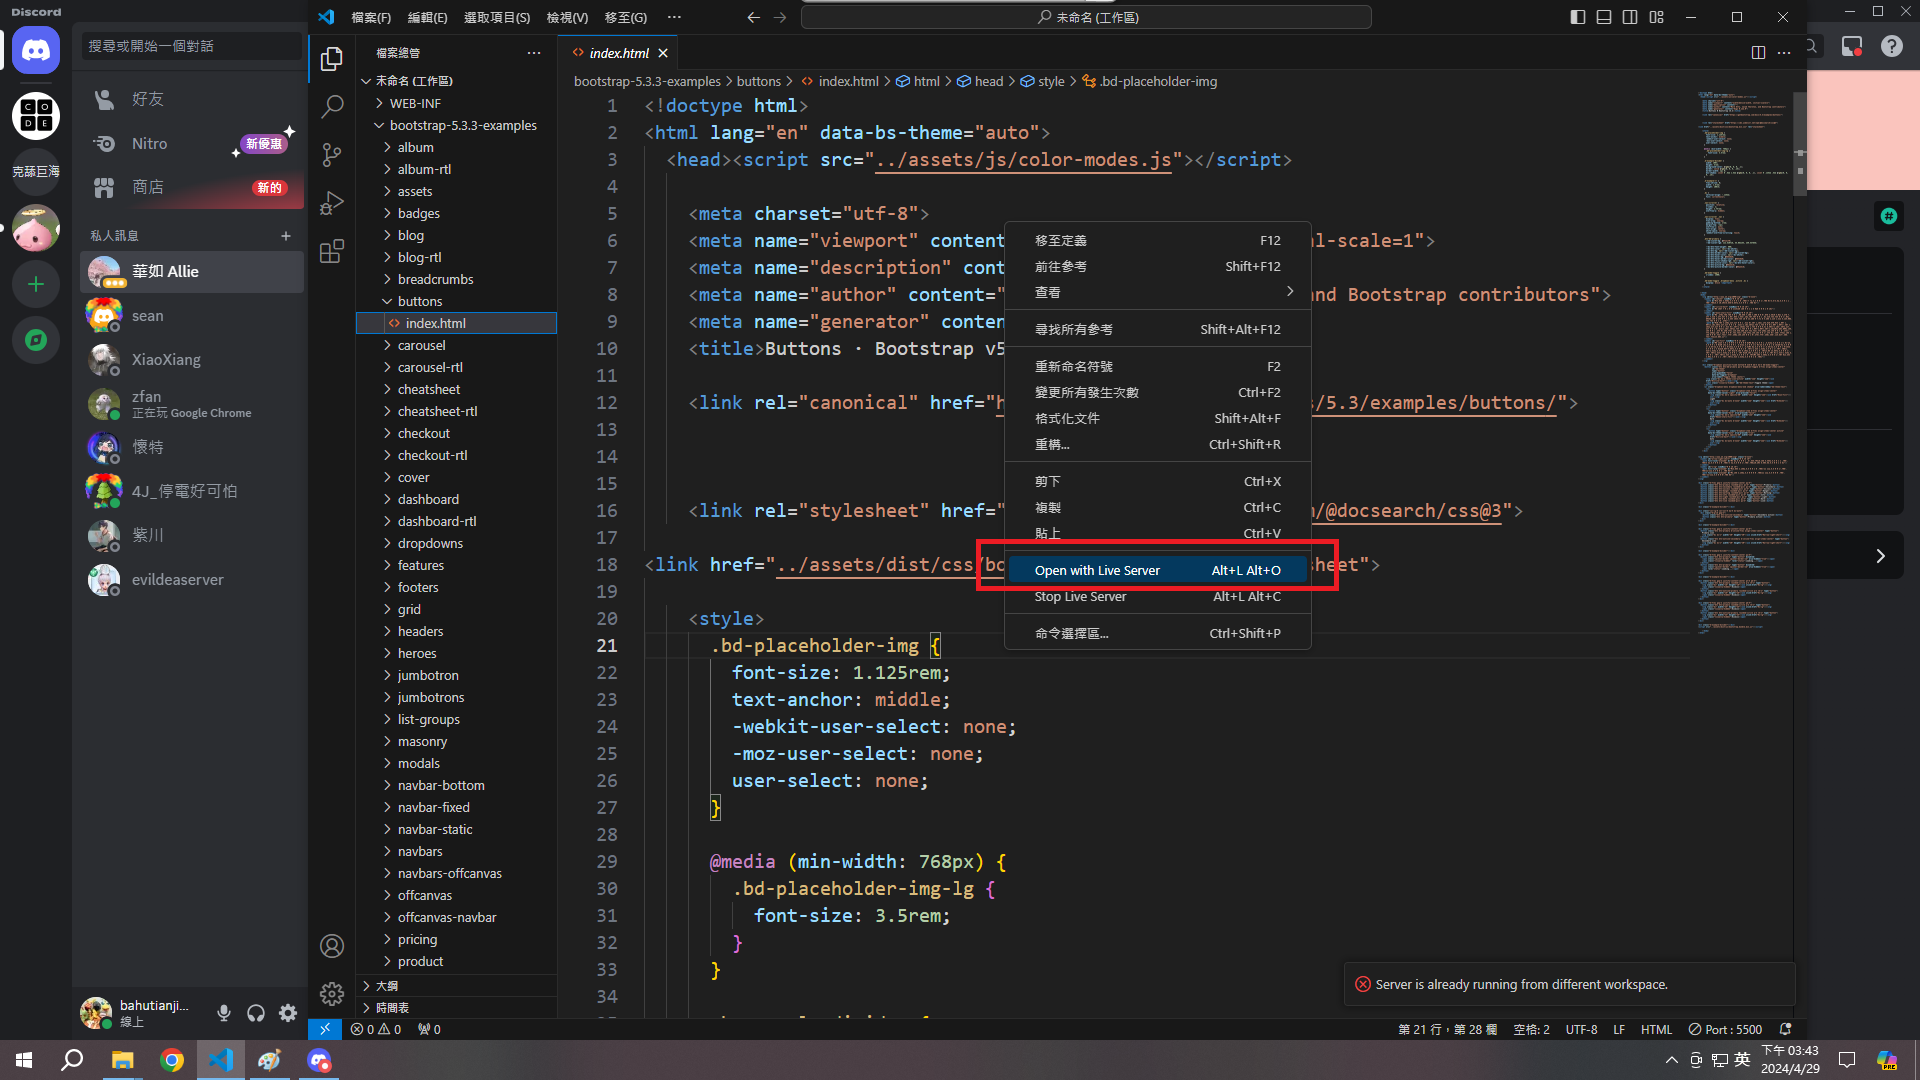 Discord
搜尋或開始一個對話
好友
Nitro
新優惠
商店
新的
私人訊息
華如 Allie
sean
XiaoXiang
zfan
正在玩 Google Chrome
懷特
4J_停電好可怕
紫川
evildeaserver
CODE
克舔巨海
bahutianji...
線上
檔案(F)
編輯(E)
選取項目(S)
檢視(V)
移至(G)
未命名 (工作區)
檔案總管
未命名 (工作區)
WEB-INF
bootstrap-5.3.3-examples
album
album-rtl
assets
badges
blog
blog-rtl
breadcrumbs
buttons
index.html
carousel
carousel-rtl
cheatsheet
cheatsheet-rtl
checkout
checkout-rtl
cover
dashboard
dashboard-rtl
dropdowns
features
footers
grid
headers
heroes
jumbotron
jumbotrons
list-groups
masonry
modals
navbar-bottom
navbar-fixed
navbar-static
navbars
navbars-offcanvas
offcanvas
offcanvas-navbar
pricing
product
大綱
時間表
index.html
bootstrap-5.3.3-examples > buttons > index.html > html > head > style > .bd-placeholder-img
1 <!doctype html>
2 <html lang="en" data-bs-theme="auto">
3 <head><script src="../assets/js/color-modes.js"></script>
4
5 <meta charset="utf-8">
6 <meta name="viewport" content al-scale=1">
7 <meta name="description" cont
8 <meta name="author" content=" and Bootstrap contributors">
9 <meta name="generator" conten
10 <title>Buttons · Bootstrap v5
11
12 <link rel="canonical" href="h s/5.3/examples/buttons/">
13
14
15
16 <link rel="stylesheet" href=" /@docsearch/css@3">
17
18 <link href="../assets/dist/css/bo sheet">
19
20 <style>
21 .bd-placeholder-img {
22 font-size: 1.125rem;
23 text-anchor: middle;
24 -webkit-user-select: none;
25 -moz-user-select: none;
26 user-select: none;
27 }
28
29 @media (min-width: 768px) {
30 .bd-placeholder-img-lg {
31 font-size: 3.5rem;
32 }
33 }
34
移至定義 F12
前往參考 Shift+F12
查看
尋找所有參考 Shift+Alt+F12
重新命名符號 F2
變更所有發生次數 Ctrl+F2
格式化文件 Shift+Alt+F
重構... Ctrl+Shift+R
剪下 Ctrl+X
複製 Ctrl+C
貼上 Ctrl+V
Open with Live Server Alt+L Alt+O
Stop Live Server Alt+L Alt+C
命令選擇區... Ctrl+Shift+P
Server is already running from different workspace.
0 0 0
第 21 行，第 28 欄
空格: 2
UTF-8
LF
HTML
Port : 5500
英
下午 03:43
2024/4/29
PRE